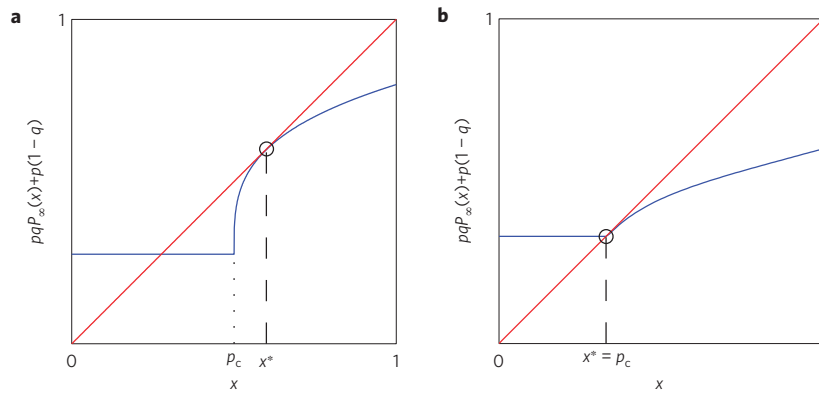 a
1
pqP∞(x)+p(1 − q)
0
pc
x*
1
x
b
1
pqP∞(x)+p(1 − q)
0
x* = pc
x